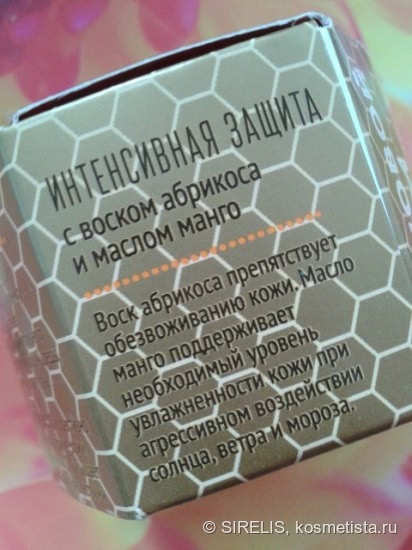 ИНТЕНСИВНАЯ ЗАЩИТА
С ВОСКОМ АБРИКОСА
И МАСЛОМ МАНГО
Воск абрикоса препятствует
обезвоживанию кожи. Масло
манго поддерживает
необходимый уровень
увлажненности кожи при
агрессивном воздействии
солнца, ветра и мороза.
© SIRELIS, kosmetista.ru